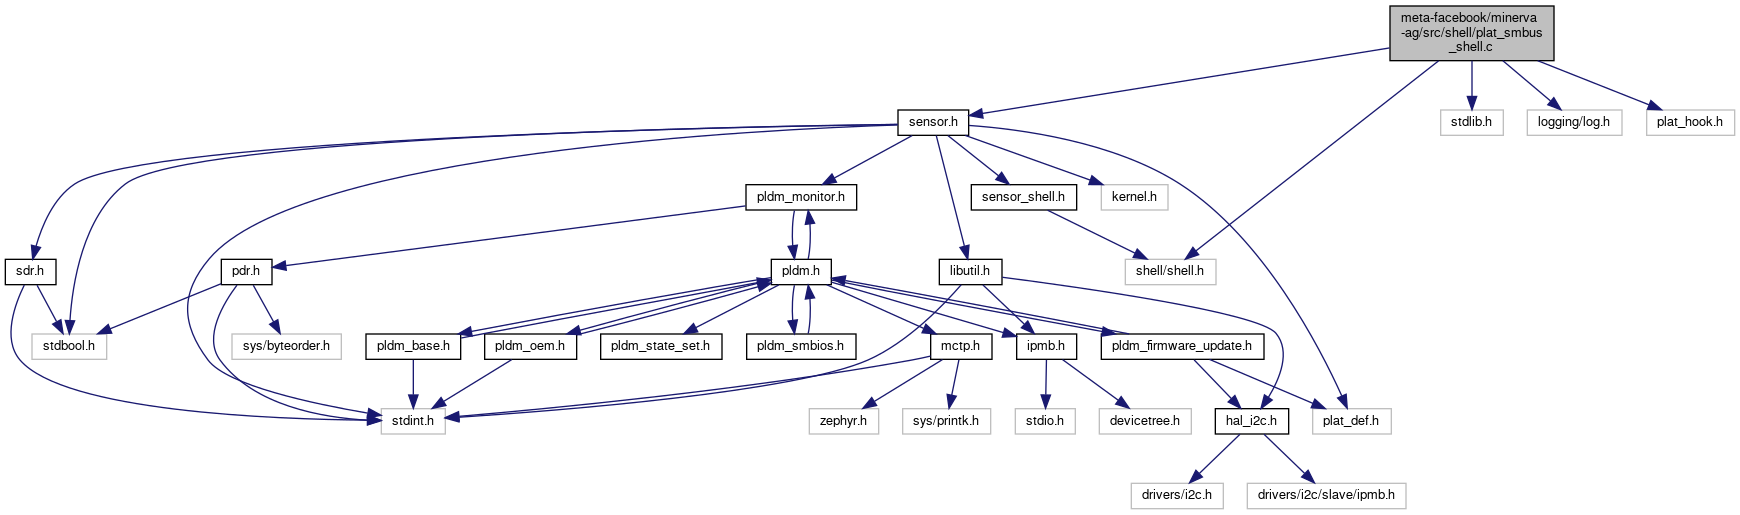 meta-facebook/minerva
-ag/src/shell/plat_smbus
_shell.c
sensor.h
stdlib.h
logging/log.h
plat_hook.h
pldm_monitor.h
sensor_shell.h
kernel.h
sdr.h
pdr.h
pldm.h
libutil.h
shell/shell.h
stdbool.h
sys/byteorder.h
pldm_base.h
pldm_oem.h
pldm_state_set.h
pldm_smbios.h
mctp.h
ipmb.h
pldm_firmware_update.h
stdint.h
zephyr.h
sys/printk.h
stdio.h
devicetree.h
hal_i2c.h
plat_def.h
drivers/i2c.h
drivers/i2c/slave/ipmb.h